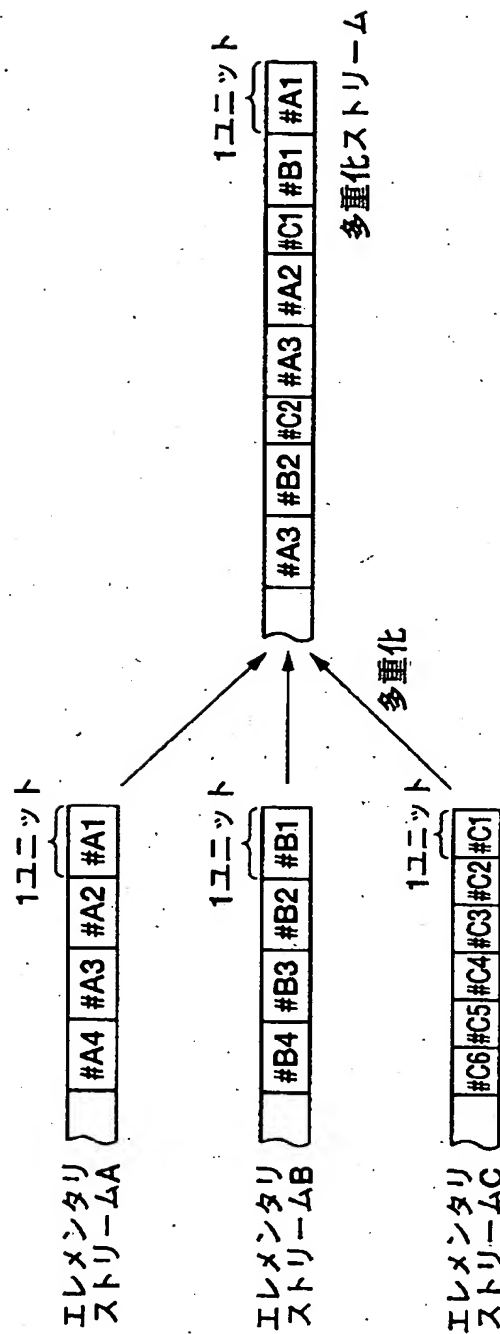 エレメンタリ
ストリームA
#A4 #A3 #A2 #A1
1ユニット
エレメンタリ
ストリームB
#B4 #B3 #B2 #B1
1ユニット
エレメンタリ
ストリームC
#C6 #C5 #C4 #C3 #C2 #C1
1ユニット
多重化
#A3 #B2 #C2 #A3 #A2 #C1 #B1 #A1
1ユニット
多重化ストリーム